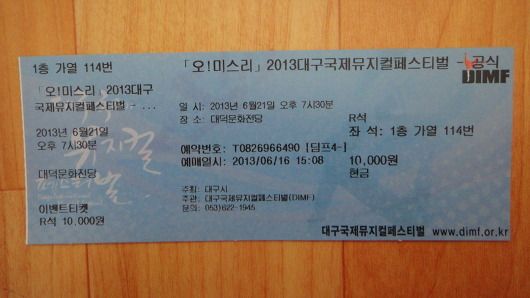 1층 가열 114번
「오!미스리」2013대구
국제뮤지컬페스티벌 - ...
2013년 6월21일
오후 7시30분
대덕문화전당
이벤트티켓
R석 10,000원
뮤지컬
페스티벌
「오!미스리」2013대구국제뮤지컬페스티벌 - 공식
DIMF
일 시: 2013년 6월21일 오후 7시30분
장 소: 대덕문화전당
R석
좌 석: 1층 가열 114번
예약번호: T0826966490 [딤프4-]
예매일시: 2013/06/16 15:08
10,000원
현금
주최: 대구시
주관: 대구국제뮤지컬페스티벌(DIMF)
문의: 053)622-1945
대구국제뮤지컬페스티벌 www.dimf.or.kr